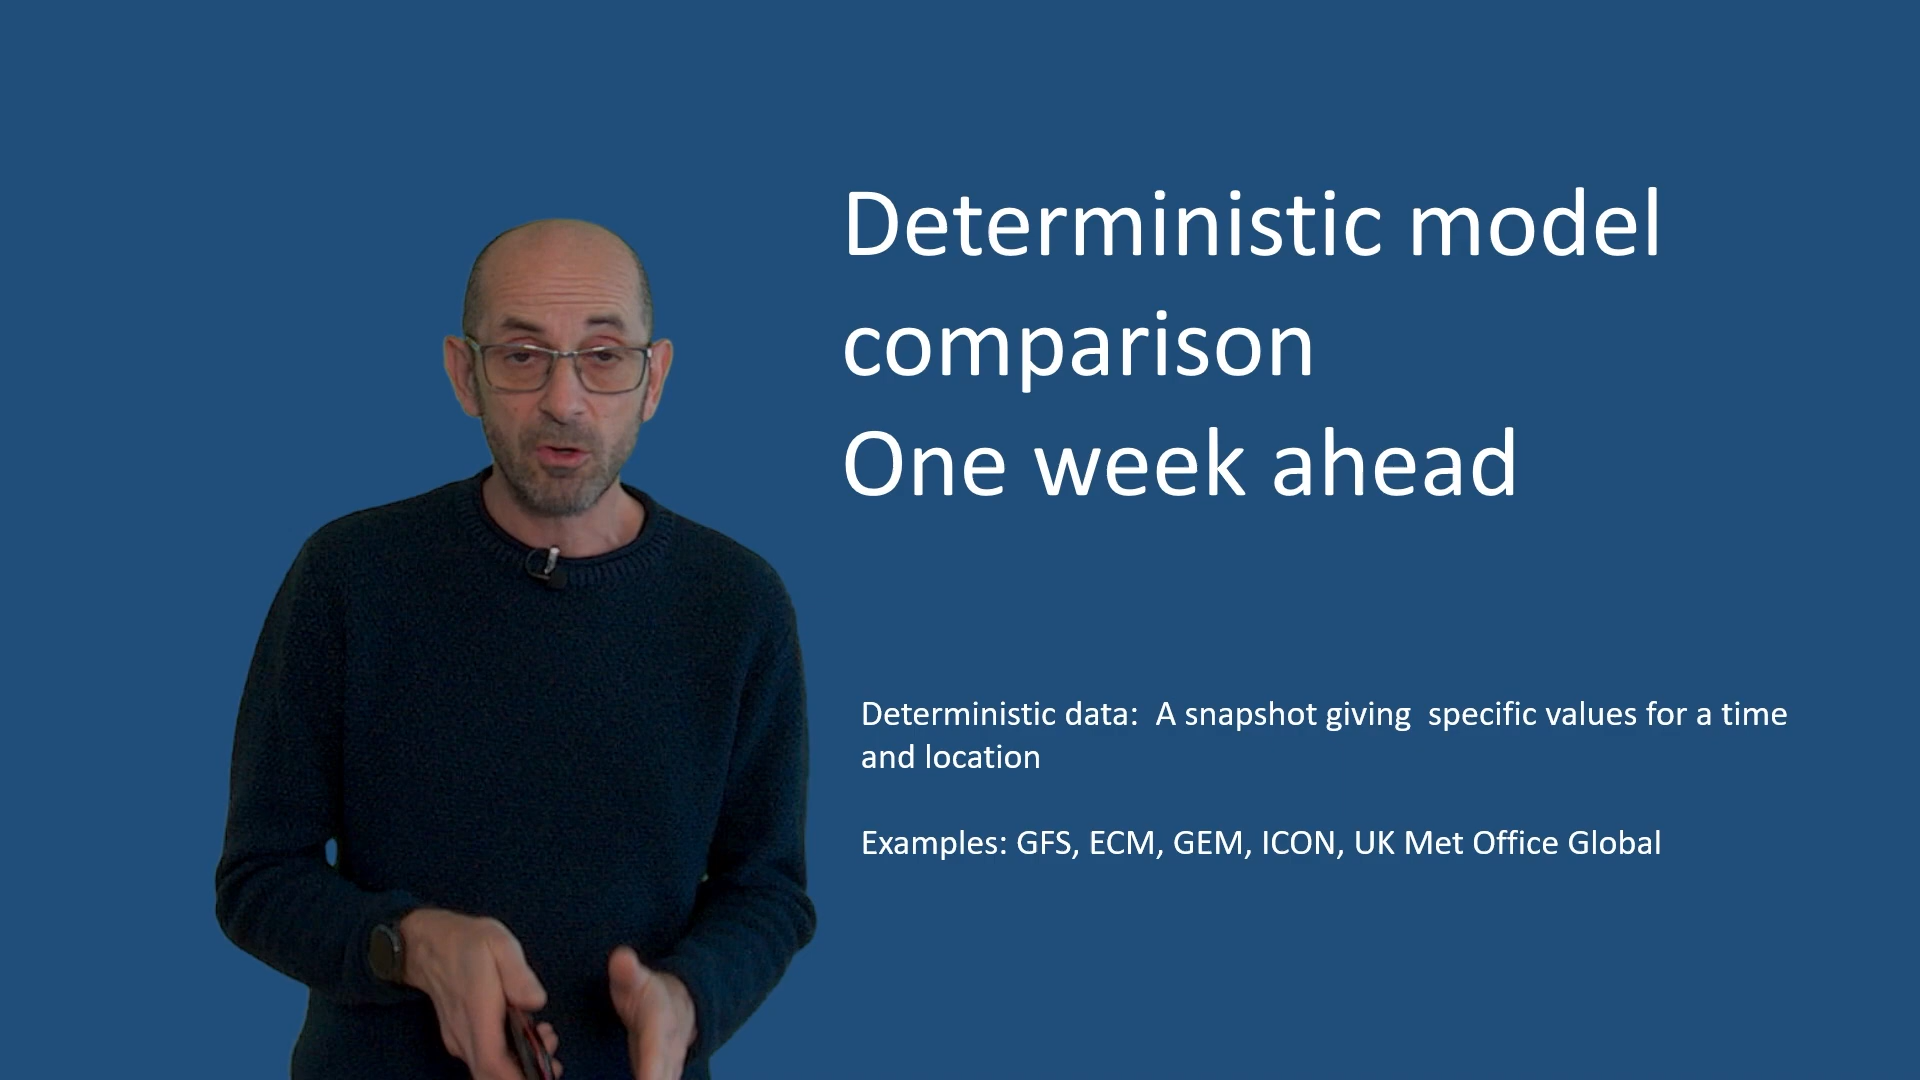 Deterministic model
comparison
One week ahead
Deterministic data:  A snapshot giving  specific values for a time
and location
Examples: GFS, ECM, GEM, ICON, UK Met Office Global